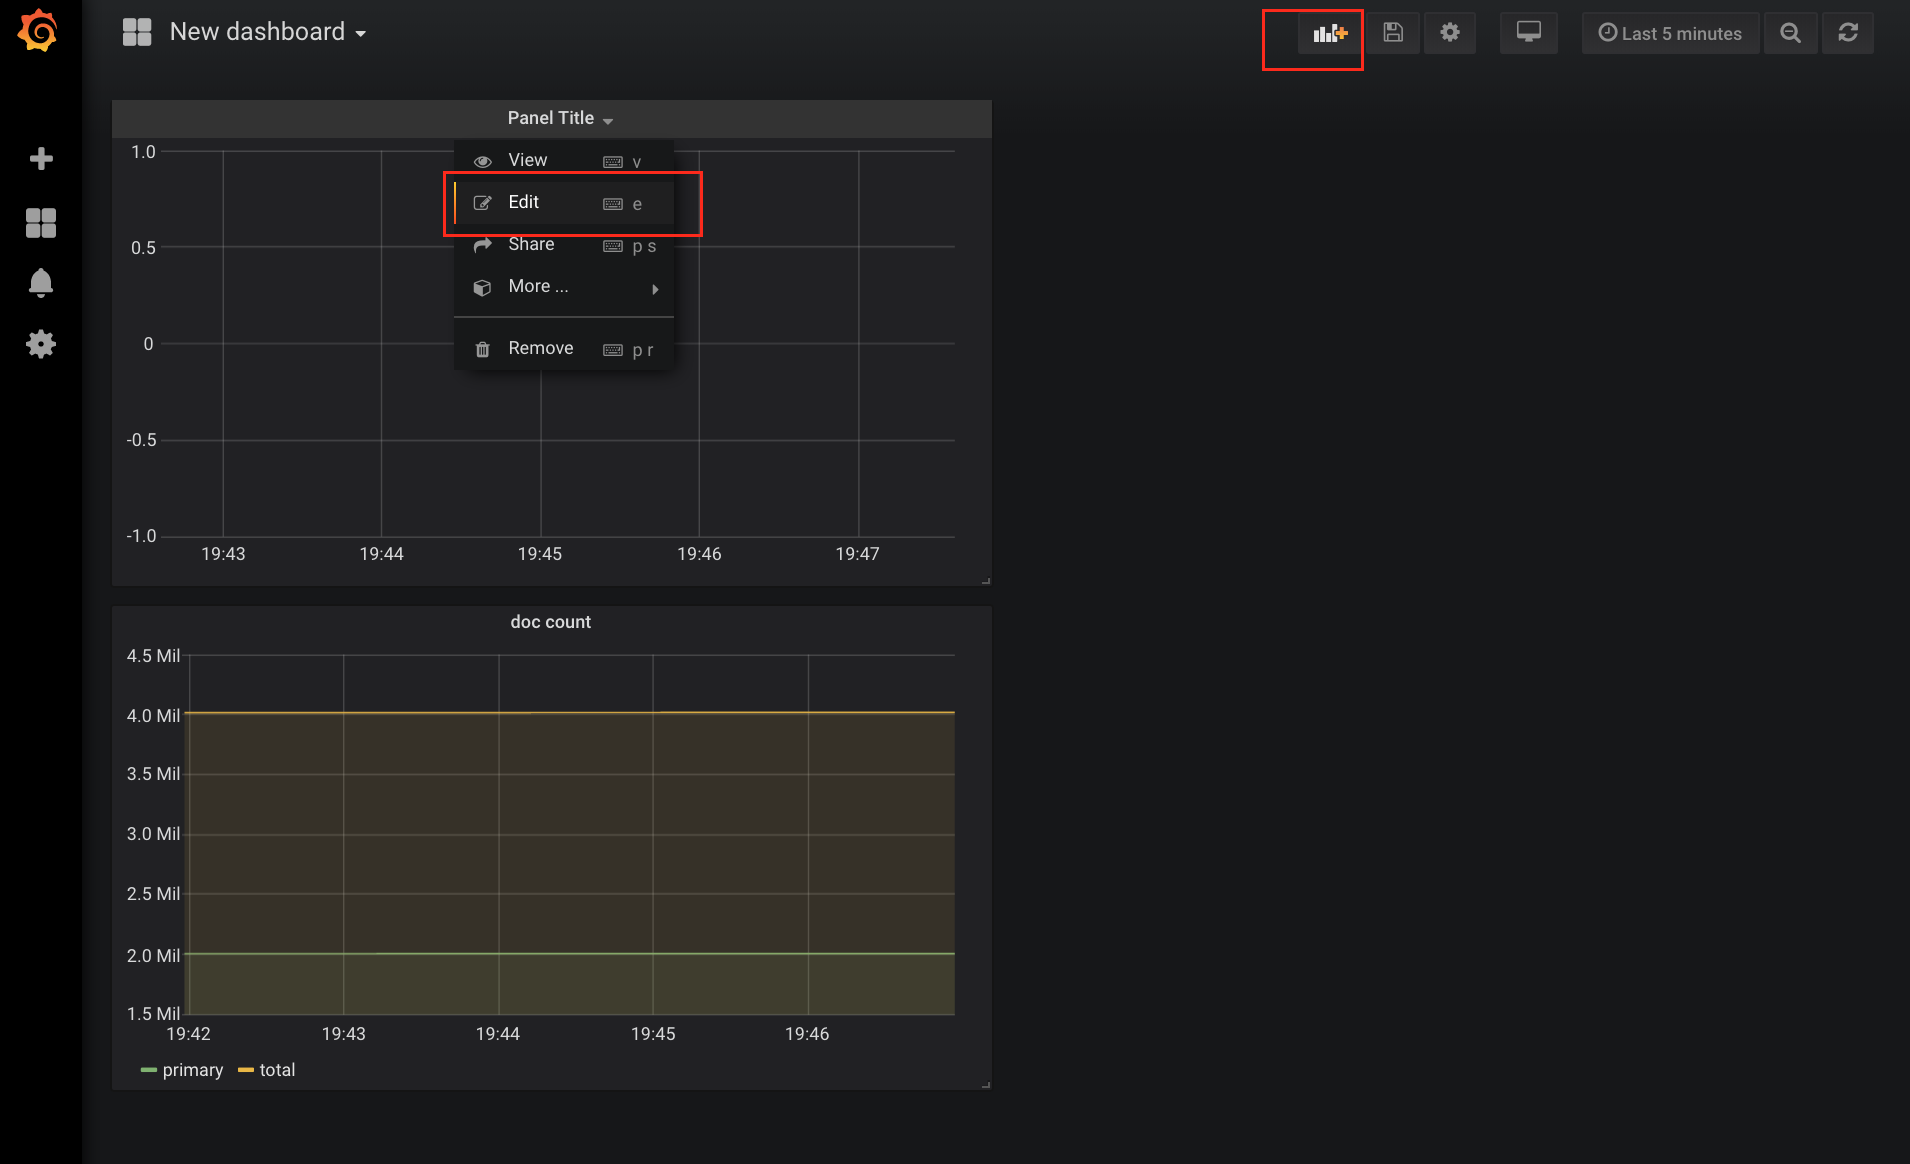 New dashboard
Last 5 minutes
Panel Title
View v
Edit e
Share p s
More ...
Remove p r
1.0
0.5
0
-0.5
-1.0
19:43 19:44 19:45 19:46 19:47
doc count
4.5 Mil
4.0 Mil
3.5 Mil
3.0 Mil
2.5 Mil
2.0 Mil
1.5 Mil
19:42 19:43 19:44 19:45 19:46
primary total